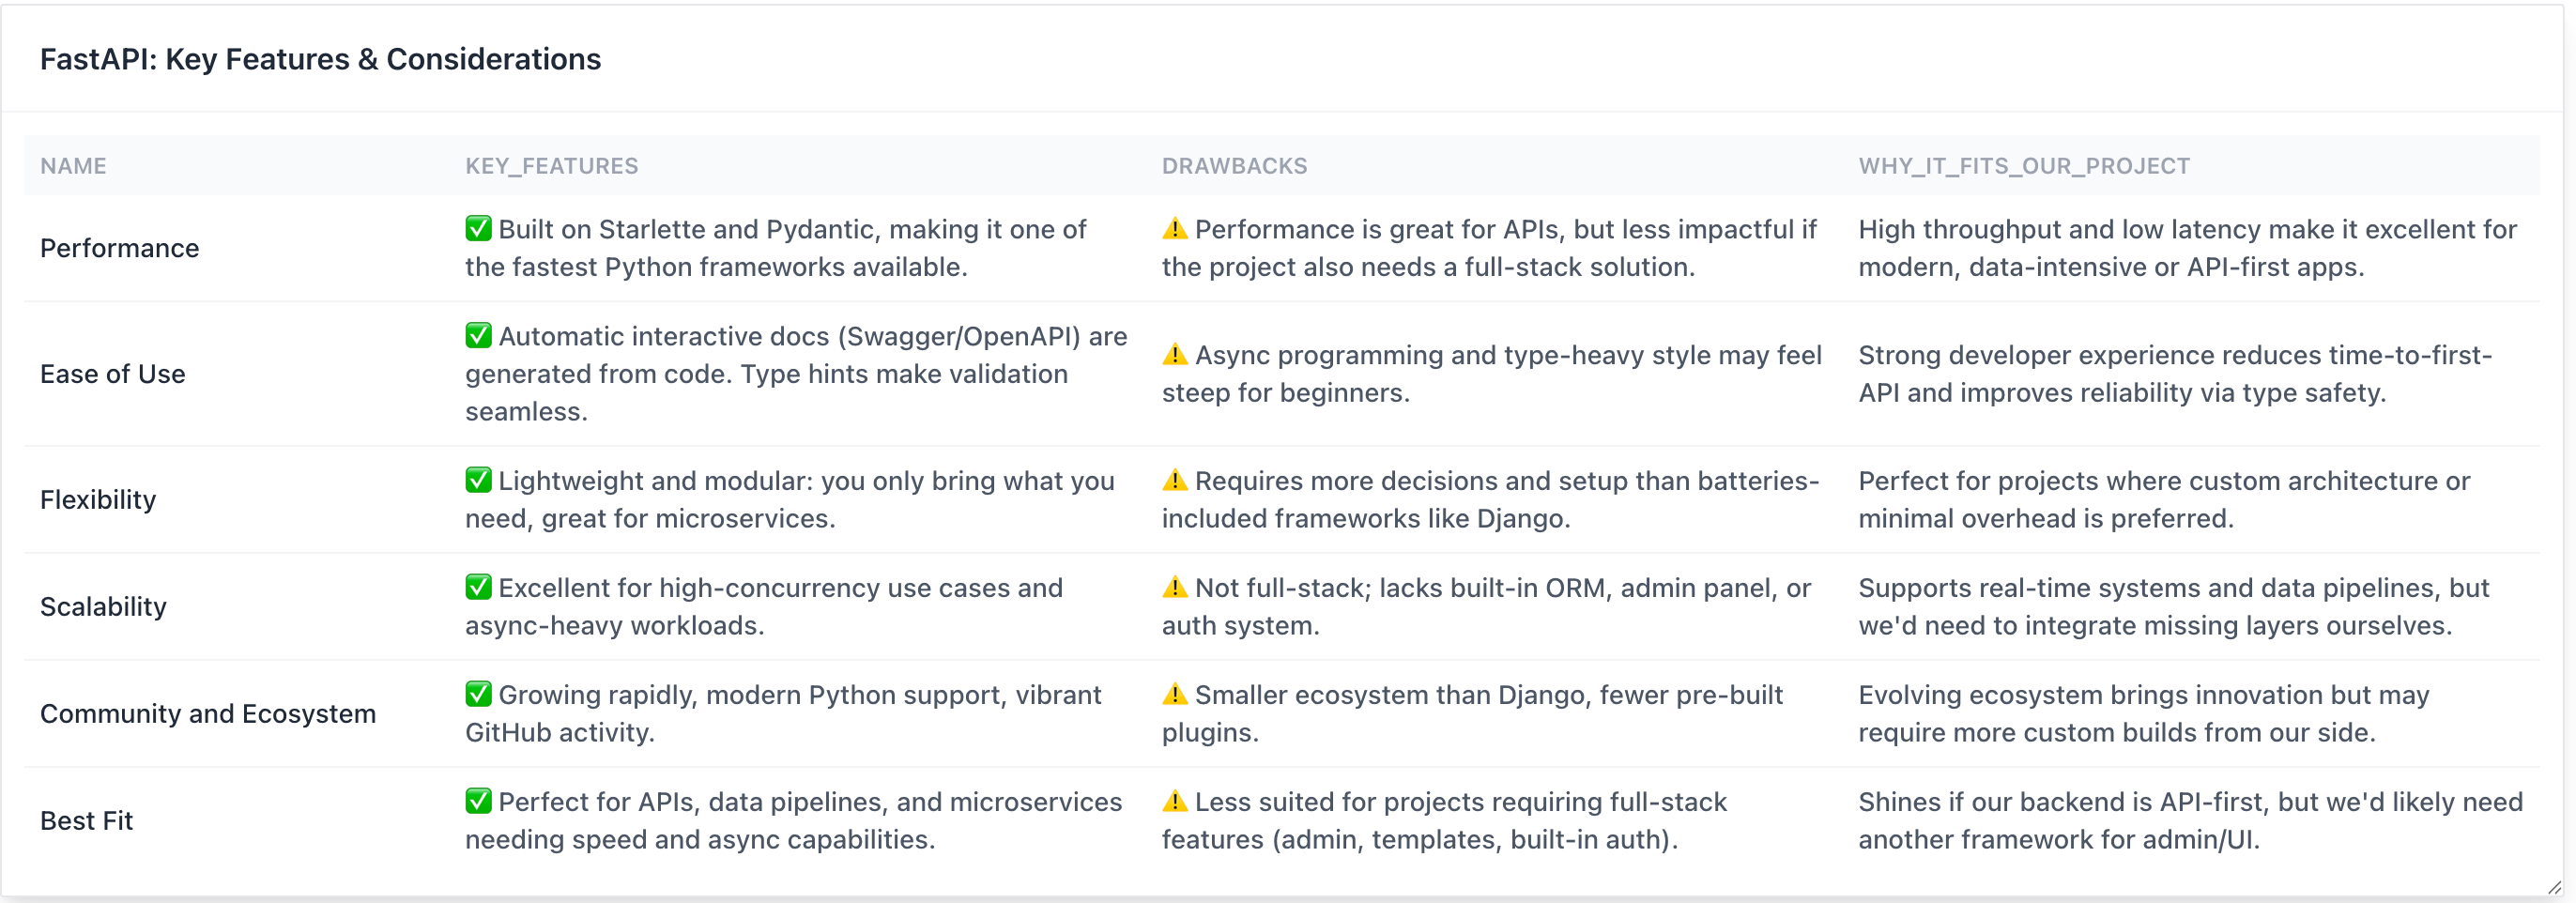 FastAPI: Key Features & Considerations
NAME KEY_FEATURES DRAWBACKS WHY_IT_FITS_OUR_PROJECT
Performance
✅ Built on Starlette and Pydantic, making it one of
the fastest Python frameworks available.
⚠️ Performance is great for APIs, but less impactful if
the project also needs a full-stack solution.
High throughput and low latency make it excellent for
modern, data-intensive or API-first apps.
Ease of Use
✅ Automatic interactive docs (Swagger/OpenAPI) are
generated from code. Type hints make validation
seamless.
⚠️ Async programming and type-heavy style may feel
steep for beginners.
Strong developer experience reduces time-to-first-
API and improves reliability via type safety.
Flexibility
✅ Lightweight and modular: you only bring what you
need, great for microservices.
⚠️ Requires more decisions and setup than batteries-
included frameworks like Django.
Perfect for projects where custom architecture or
minimal overhead is preferred.
Scalability
✅ Excellent for high-concurrency use cases and
async-heavy workloads.
⚠️ Not full-stack; lacks built-in ORM, admin panel, or
auth system.
Supports real-time systems and data pipelines, but
we'd need to integrate missing layers ourselves.
Community and Ecosystem
✅ Growing rapidly, modern Python support, vibrant
GitHub activity.
⚠️ Smaller ecosystem than Django, fewer pre-built
plugins.
Evolving ecosystem brings innovation but may
require more custom builds from our side.
Best Fit
✅ Perfect for APIs, data pipelines, and microservices
needing speed and async capabilities.
⚠️ Less suited for projects requiring full-stack
features (admin, templates, built-in auth).
Shines if our backend is API-first, but we'd likely need
another framework for admin/UI.